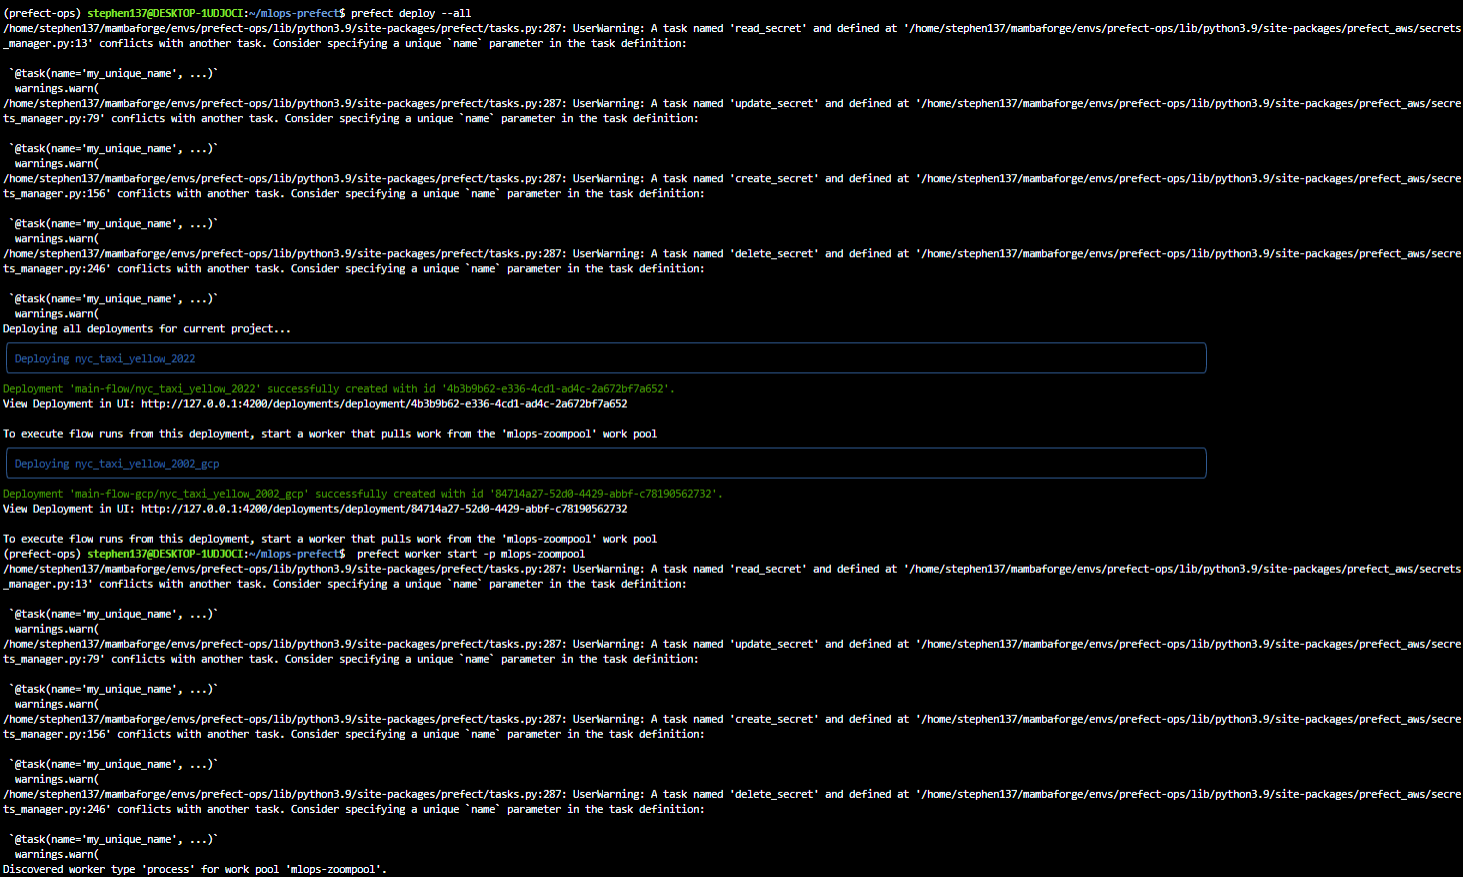 (prefect-ops) stephen137@DESKTOP-1UDJOCI:~/mlops-prefect$ prefect deploy --all
/home/stephen137/mambaforge/envs/prefect-ops/lib/python3.9/site-packages/prefect/tasks.py:287: UserWarning: A task named 'read_secret' and defined at '/home/stephen137/mambaforge/envs/prefect-ops/lib/python3.9/site-packages/prefect_aws/secrets
_manager.py:13' conflicts with another task. Consider specifying a unique `name` parameter in the task definition:
`@task(name='my_unique_name', ...)`
warnings.warn(
/home/stephen137/mambaforge/envs/prefect-ops/lib/python3.9/site-packages/prefect/tasks.py:287: UserWarning: A task named 'update_secret' and defined at '/home/stephen137/mambaforge/envs/prefect-ops/lib/python3.9/site-packages/prefect_aws/secre
ts_manager.py:79' conflicts with another task. Consider specifying a unique `name` parameter in the task definition:
`@task(name='my_unique_name', ...)`
warnings.warn(
/home/stephen137/mambaforge/envs/prefect-ops/lib/python3.9/site-packages/prefect/tasks.py:287: UserWarning: A task named 'create_secret' and defined at '/home/stephen137/mambaforge/envs/prefect-ops/lib/python3.9/site-packages/prefect_aws/secre
ts_manager.py:156' conflicts with another task. Consider specifying a unique `name` parameter in the task definition:
`@task(name='my_unique_name', ...)`
warnings.warn(
/home/stephen137/mambaforge/envs/prefect-ops/lib/python3.9/site-packages/prefect/tasks.py:287: UserWarning: A task named 'delete_secret' and defined at '/home/stephen137/mambaforge/envs/prefect-ops/lib/python3.9/site-packages/prefect_aws/secre
ts_manager.py:246' conflicts with another task. Consider specifying a unique `name` parameter in the task definition:
`@task(name='my_unique_name', ...)`
warnings.warn(
Deploying all deployments for current project...
Deploying nyc_taxi_yellow_2022
Deployment 'main-flow/nyc_taxi_yellow_2022' successfully created with id '4b3b9b62-e336-4cd1-ad4c-2a672bf7a652'.
View Deployment in UI: http://127.0.0.1:4200/deployments/deployment/4b3b9b62-e336-4cd1-ad4c-2a672bf7a652
To execute flow runs from this deployment, start a worker that pulls work from the 'mlops-zoompool' work pool
Deploying nyc_taxi_yellow_2002_gcp
Deployment 'main-flow-gcp/nyc_taxi_yellow_2002_gcp' successfully created with id '84714a27-52d0-4429-abbf-c78190562732'.
View Deployment in UI: http://127.0.0.1:4200/deployments/deployment/84714a27-52d0-4429-abbf-c78190562732
To execute flow runs from this deployment, start a worker that pulls work from the 'mlops-zoompool' work pool
(prefect-ops) stephen137@DESKTOP-1UDJOCI:~/mlops-prefect$  prefect worker start -p mlops-zoompool
/home/stephen137/mambaforge/envs/prefect-ops/lib/python3.9/site-packages/prefect/tasks.py:287: UserWarning: A task named 'read_secret' and defined at '/home/stephen137/mambaforge/envs/prefect-ops/lib/python3.9/site-packages/prefect_aws/secrets
_manager.py:13' conflicts with another task. Consider specifying a unique `name` parameter in the task definition:
`@task(name='my_unique_name', ...)`
warnings.warn(
/home/stephen137/mambaforge/envs/prefect-ops/lib/python3.9/site-packages/prefect/tasks.py:287: UserWarning: A task named 'update_secret' and defined at '/home/stephen137/mambaforge/envs/prefect-ops/lib/python3.9/site-packages/prefect_aws/secre
ts_manager.py:79' conflicts with another task. Consider specifying a unique `name` parameter in the task definition:
`@task(name='my_unique_name', ...)`
warnings.warn(
/home/stephen137/mambaforge/envs/prefect-ops/lib/python3.9/site-packages/prefect/tasks.py:287: UserWarning: A task named 'create_secret' and defined at '/home/stephen137/mambaforge/envs/prefect-ops/lib/python3.9/site-packages/prefect_aws/secre
ts_manager.py:156' conflicts with another task. Consider specifying a unique `name` parameter in the task definition:
`@task(name='my_unique_name', ...)`
warnings.warn(
/home/stephen137/mambaforge/envs/prefect-ops/lib/python3.9/site-packages/prefect/tasks.py:287: UserWarning: A task named 'delete_secret' and defined at '/home/stephen137/mambaforge/envs/prefect-ops/lib/python3.9/site-packages/prefect_aws/secre
ts_manager.py:246' conflicts with another task. Consider specifying a unique `name` parameter in the task definition:
`@task(name='my_unique_name', ...)`
warnings.warn(
Discovered worker type 'process' for work pool 'mlops-zoompool'.